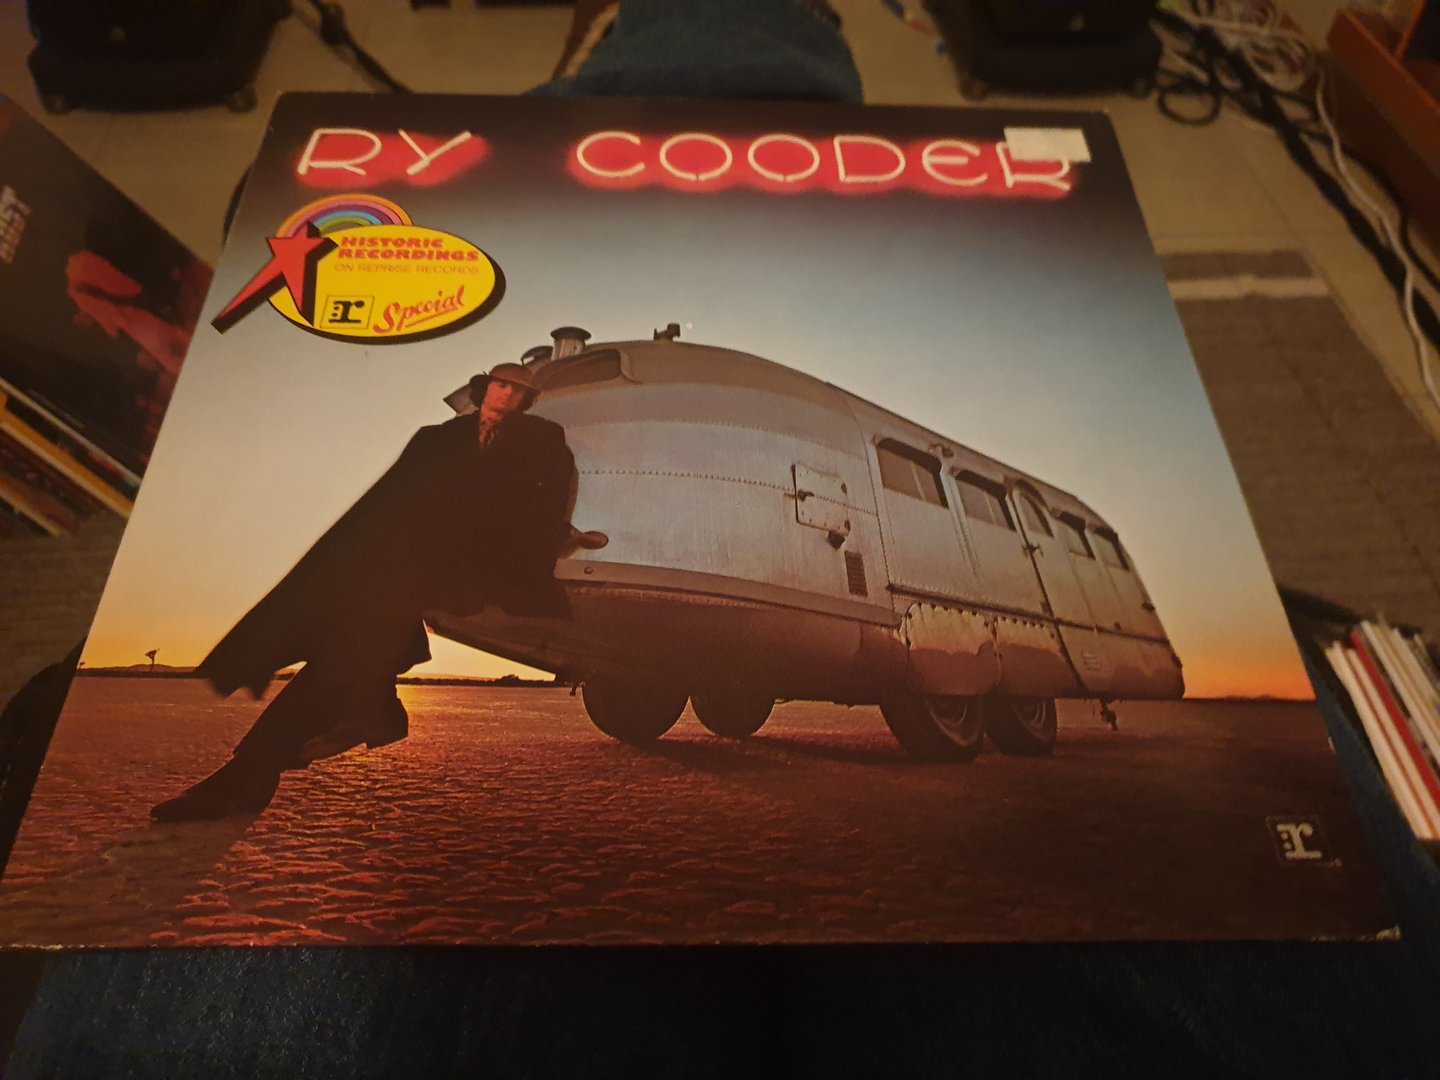 RY COODER
HISTORIC
RECORDINGS
ON REPRISE RECORDS
r Special
r